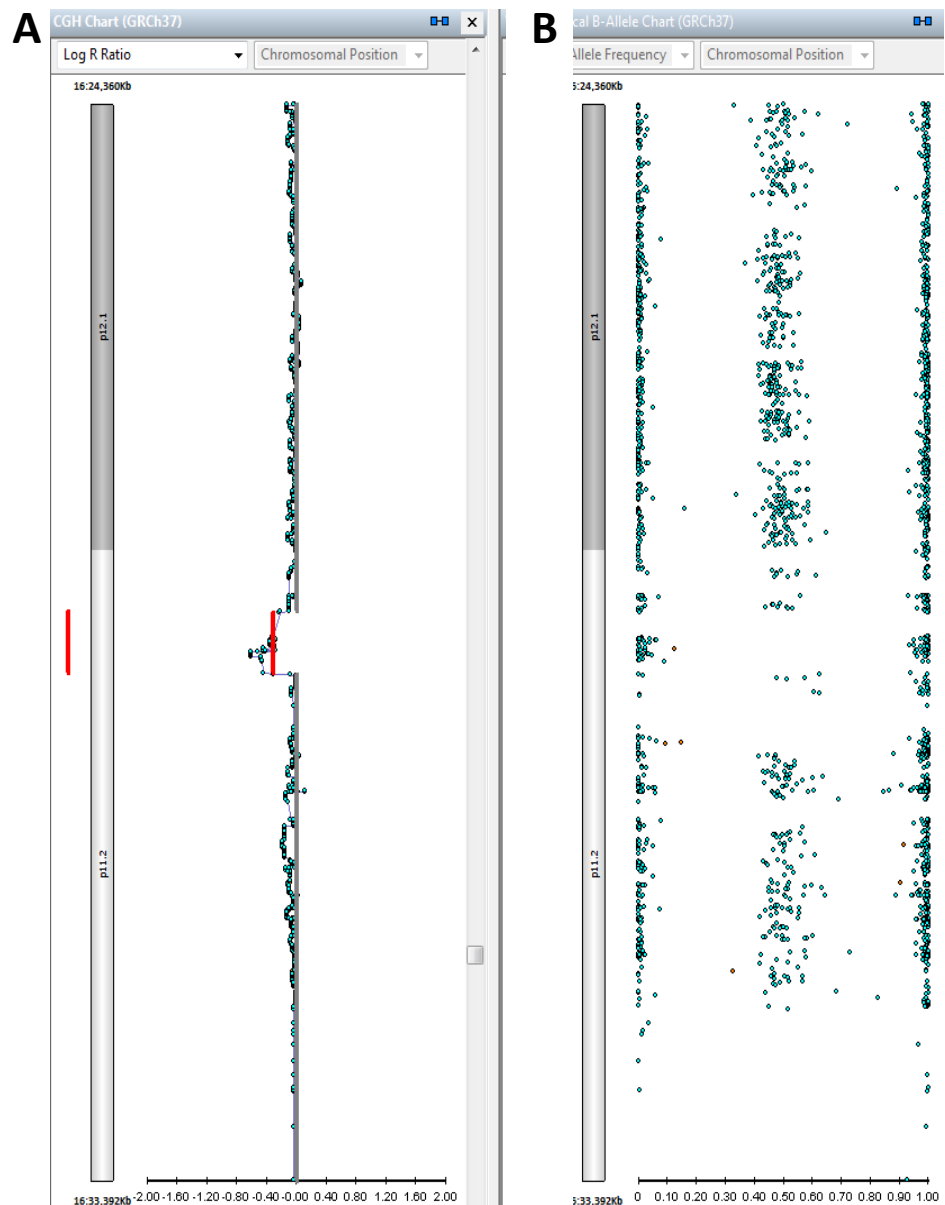 A
CGH Chart (GRCh37)
Log R Ratio
Chromosomal Position
16:24,360Kb
p12.1
p11.2
16:33,392Kb
-2.00 -1.60 -1.20 -0.80 -0.40 0.00 0.40 0.80 1.20 1.60 2.00
B
cal B-Allele Chart (GRCh37)
Allele Frequency
Chromosomal Position
6:24,360Kb
p12.1
p11.2
6:33,392Kb
0 0.10 0.20 0.30 0.40 0.50 0.60 0.70 0.80 0.90 1.00